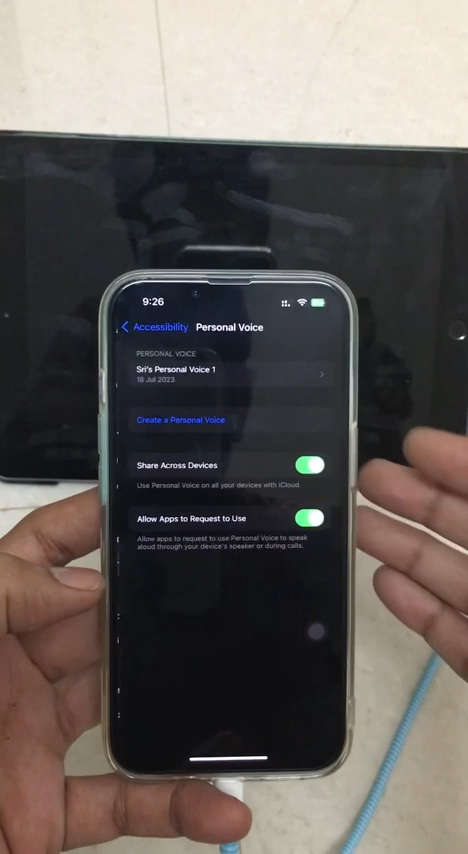 9:26
Accessibility Personal Voice
PERSONAL VOICE
Sri's Personal Voice 1
18 Jul 2023
Create a Personal Voice
Share Across Devices
Use Personal Voice on all your devices with iCloud.
Allow Apps to Request to Use
Allow apps to request to use Personal Voice to speak
aloud through your device's speaker or during calls.